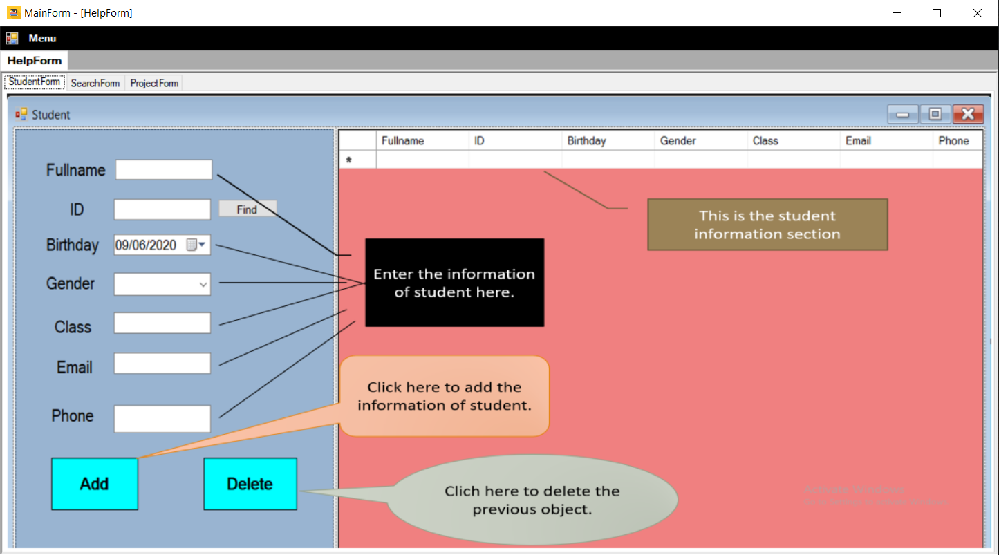 MainForm - [HelpForm]
Menu
HelpForm
StudentForm SearchForm ProjectForm
Student
Fullname ID Birthday Gender Class Email Phone
*
Fullname
ID Find
Birthday 09/06/2020
Gender
Class
Email
Phone
Add Delete
This is the student
information section
Enter the information
of student here.
Click here to add the
information of student.
Clich here to delete the
previous object.
Activate Windows
Go to Settings to activate Windows.